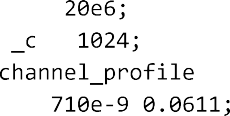 20e6;
_c 1024;
channel_profile
710e-9 0.0611;